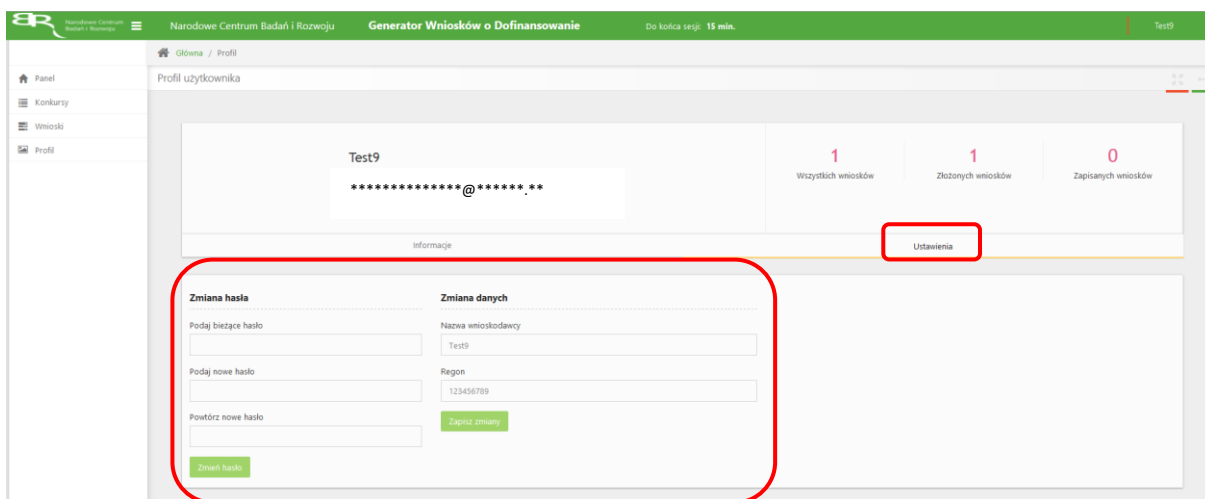 Narodowe Centrum
Badań i Rozwoju
Narodowe Centrum Badań i Rozwoju Generator Wniosków o Dofinansowanie Do końca sesji: 15 min. Test9
Główna / Profil
Panel
Konkursy
Wnioski
Profil
Profil użytkownika
Test9
**************@******.**
1
Wszystkich wniosków
1
Złożonych wniosków
0
Zapisanych wniosków
Informacje
Ustawienia
Zmiana hasła
Podaj bieżące hasło
Podaj nowe hasło
Powtórz nowe hasło
Zmień hasło
Zmiana danych
Nazwa wnioskodawcy
Test9
Regon
123456789
Zapisz zmiany